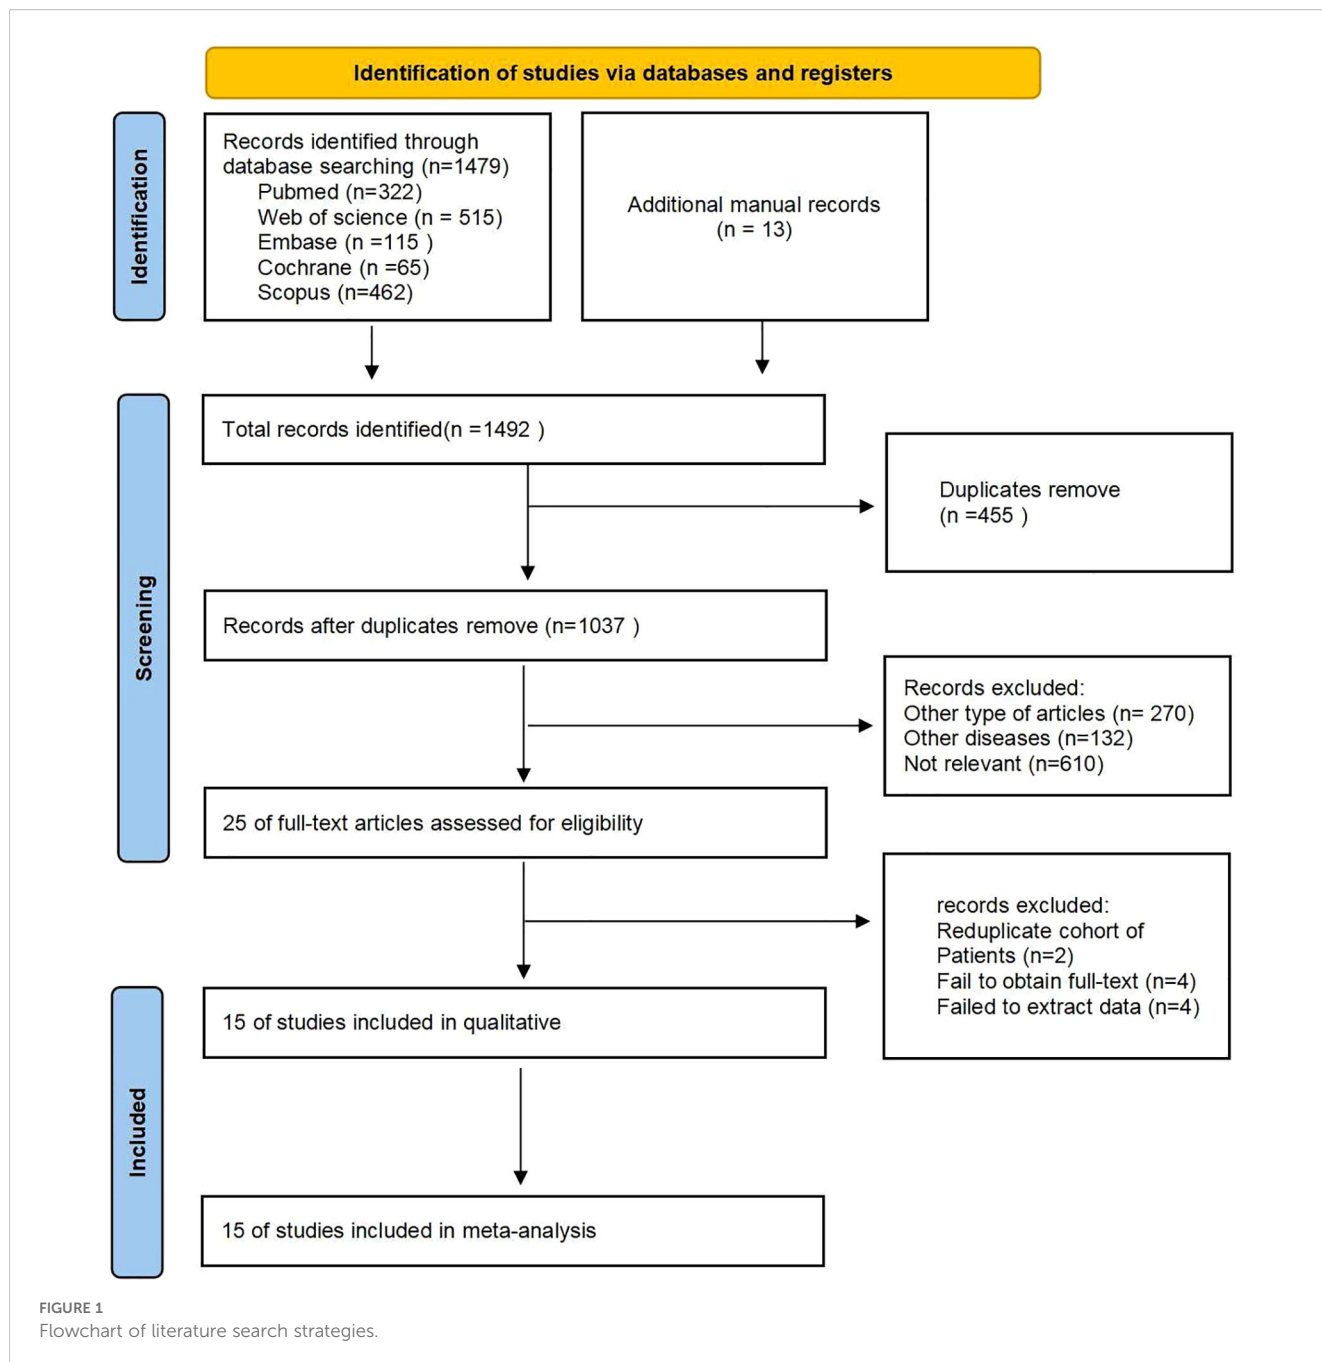 Identification of studies via databases and registers
Identification
Records identified through
database searching (n=1479)
Pubmed (n=322)
Web of science (n = 515)
Embase (n =115 )
Cochrane (n =65)
Scopus (n=462)
Additional manual records
(n = 13)
Screening
Total records identified(n =1492 )
Duplicates remove
(n =455 )
Records after duplicates remove (n=1037 )
Records excluded:
Other type of articles (n= 270)
Other diseases (n=132)
Not relevant (n=610)
25 of full-text articles assessed for eligibility
records excluded:
Reduplicate cohort of
Patients (n=2)
Fail to obtain full-text (n=4)
Failed to extract data (n=4)
Included
15 of studies included in qualitative
15 of studies included in meta-analysis
FIGURE 1
Flowchart of literature search strategies.